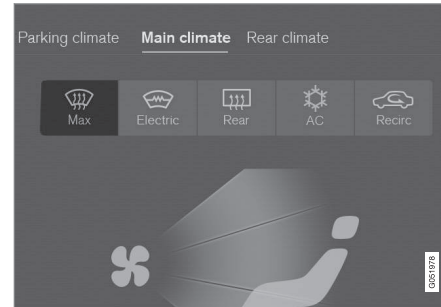 Parking climate Main climate Rear climate
Max Electric Rear AC Recirc
G051978